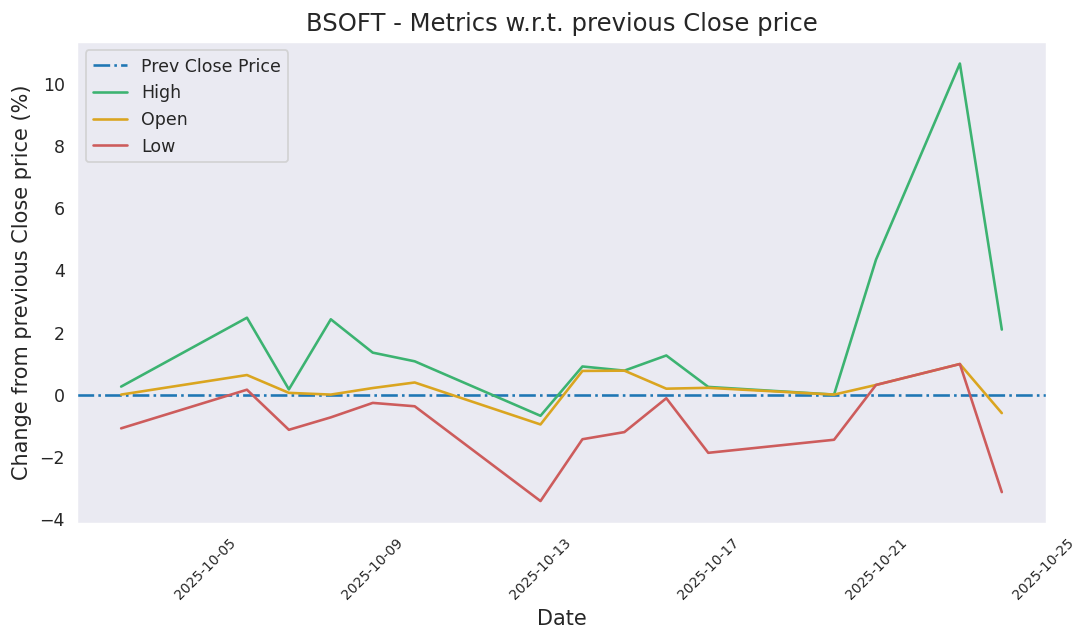 BSOFT - Metrics w.r.t. previous Close price
Prev Close Price
High
Open
Low
Change from previous Close price (%)
10
8
6
4
2
0
−2
−4
2025-10-05
2025-10-09
2025-10-13
2025-10-17
2025-10-21
2025-10-25
Date